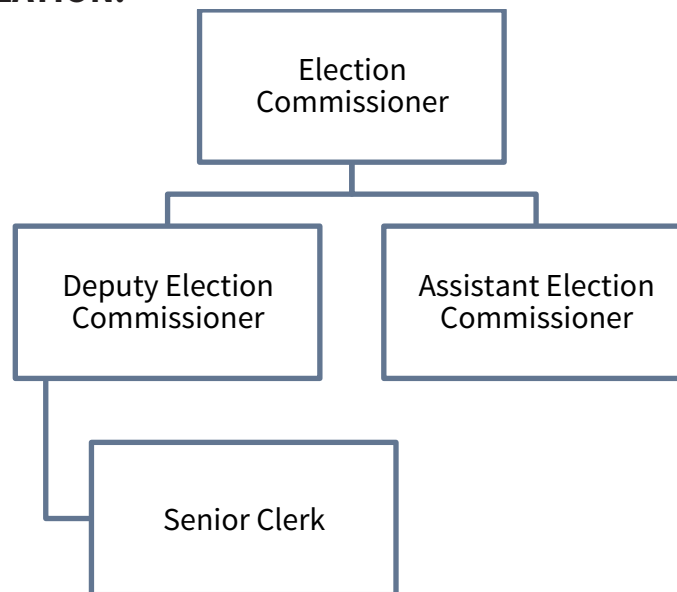 Election
Commissioner
Deputy Election
Commissioner
Assistant Election
Commissioner
Senior Clerk